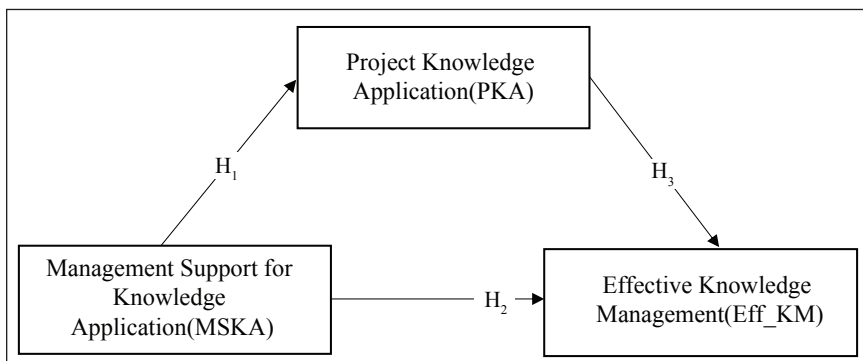 Project Knowledge
Application(PKA)
H1
H3
Management Support for
Knowledge
Application(MSKA)
H2
Effective Knowledge
Management(Eff_KM)